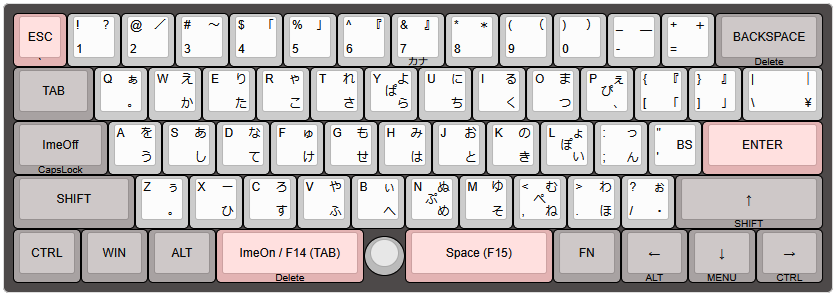 ESC `
! ? 1
@ ／ 2
# ～ 3
$ 「 4
% 」 5
^ 『 6
& 』 7 カナ
* ＊ 8
( （ 9
) ） 0
_ ― -
+ ＋ =
BACKSPACE Delete
TAB
Q ぁ 。
W え か
E り た
R ゃ こ
T れ さ
Y よ ぱ ら
U に ち
I る く
O ま つ
P ぇ ぴ 、
{ 『 [ 「
} 』 ] 」
| ｜ \ ¥
ImeOff CapsLock
A を う
S あ し
D な て
F ゅ け
G も せ
H み は
J お と
K の き
L ょ ぽ い
: っ ; ん
" BS '
ENTER
SHIFT
Z ぅ 。
X ー ひ
C ろ す
V や ふ
B ぃ へ
N ぬ ぷ め
M ゆ そ
< む ぺ , ね
> わ . ほ
? ぉ / ・
↑ SHIFT
CTRL
WIN
ALT
ImeOn / F14 (TAB) Delete
Space (F15)
FN
← ALT
↓ MENU
→ CTRL